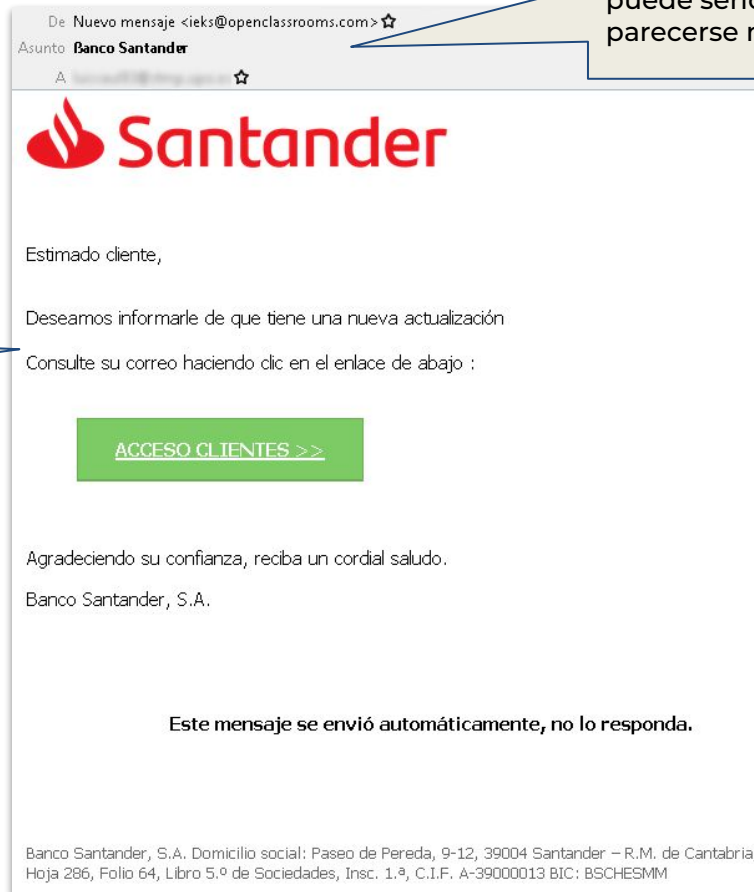 puede
parecerse
De Nuevo mensaje <ieks@openclassrooms.com>
Asunto Banco Santander
A
Santander
Estimado cliente,
Deseamos informarle de que tiene una nueva actualización
Consulte su correo haciendo clic en el enlace de abajo :
ACCESO CLIENTES >>
Agradeciendo su confianza, reciba un cordial saludo.
Banco Santander, S.A.
Este mensaje se envió automáticamente, no lo responda.
Banco Santander, S.A. Domicilio social: Paseo de Pereda, 9-12, 39004 Santander – R.M. de Cantabria
Hoja 286, Folio 64, Libro 5.º de Sociedades, Insc. 1.ª, C.I.F. A-39000013 BIC: BSCHESMM